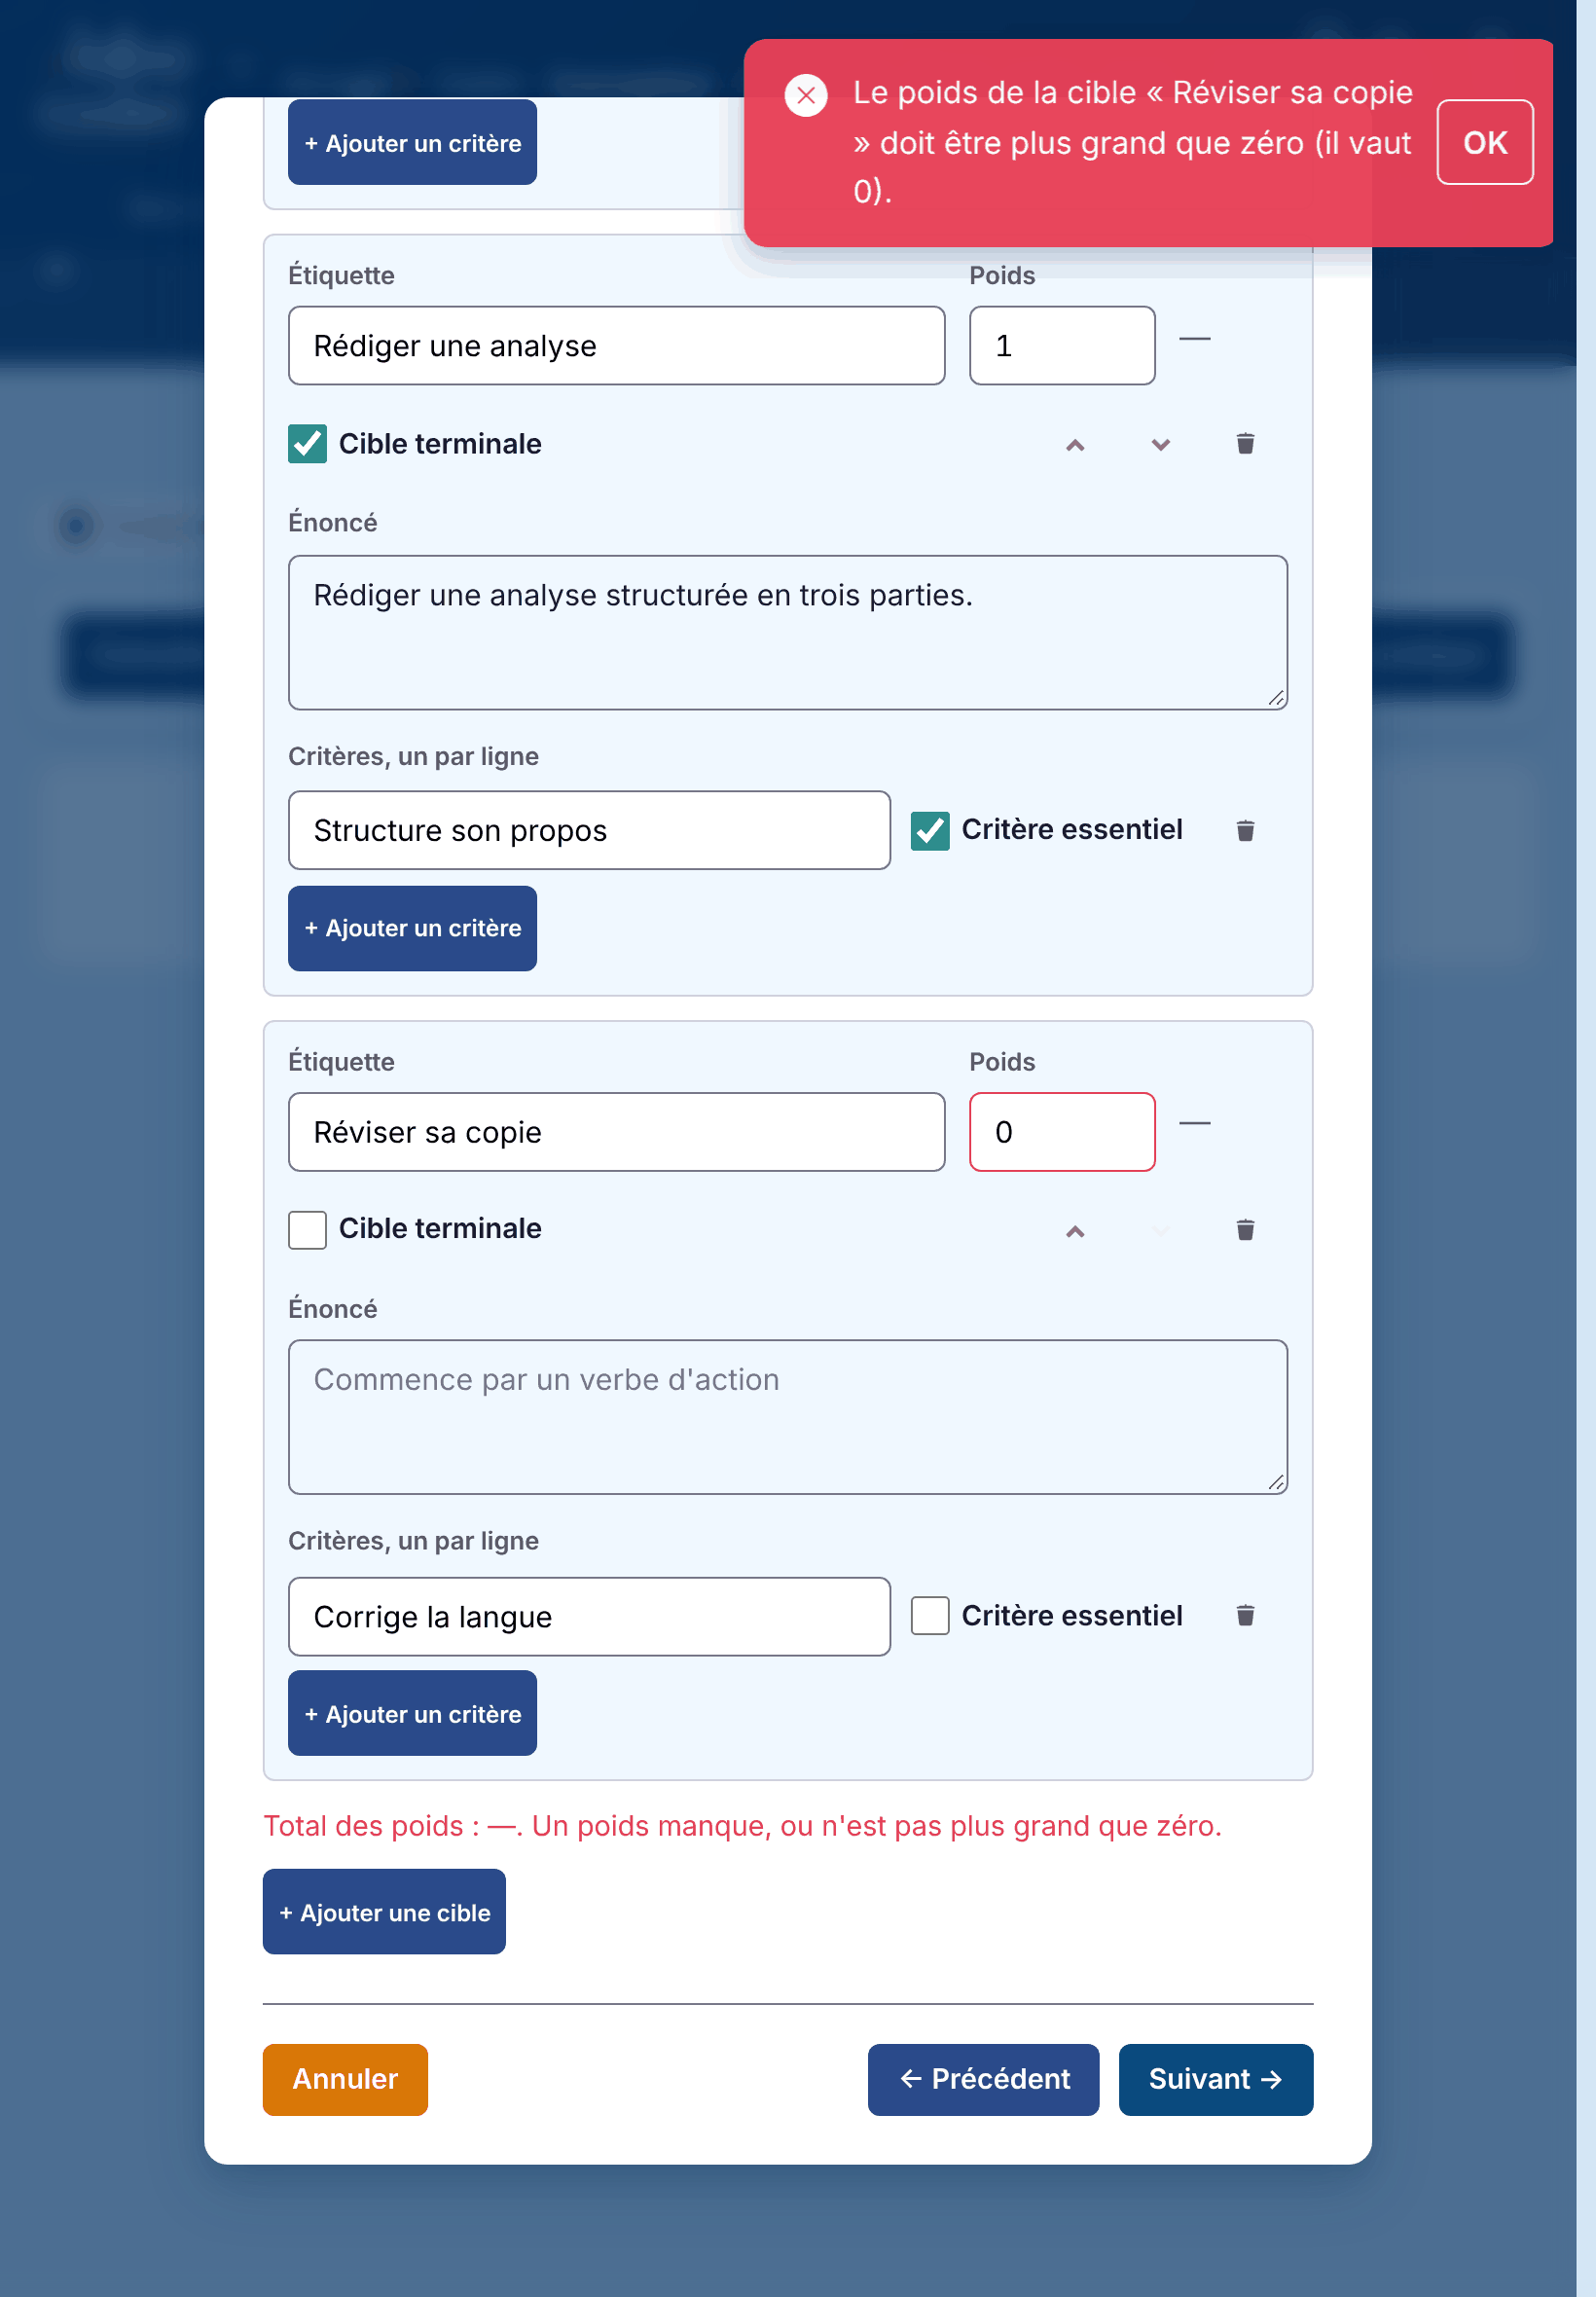 Le poids de la cible « Réviser sa copie
» doit être plus grand que zéro (il vaut
0).
OK
+ Ajouter un critère
Étiquette
Poids
Rédiger une analyse
1
—
Cible terminale
Énoncé
Rédiger une analyse structurée en trois parties.
Critères, un par ligne
Structure son propos
Critère essentiel
+ Ajouter un critère
Étiquette
Poids
Réviser sa copie
0
—
Cible terminale
Énoncé
Commence par un verbe d'action
Critères, un par ligne
Corrige la langue
Critère essentiel
+ Ajouter un critère
Total des poids : —. Un poids manque, ou n'est pas plus grand que zéro.
+ Ajouter une cible
Annuler
← Précédent
Suivant →